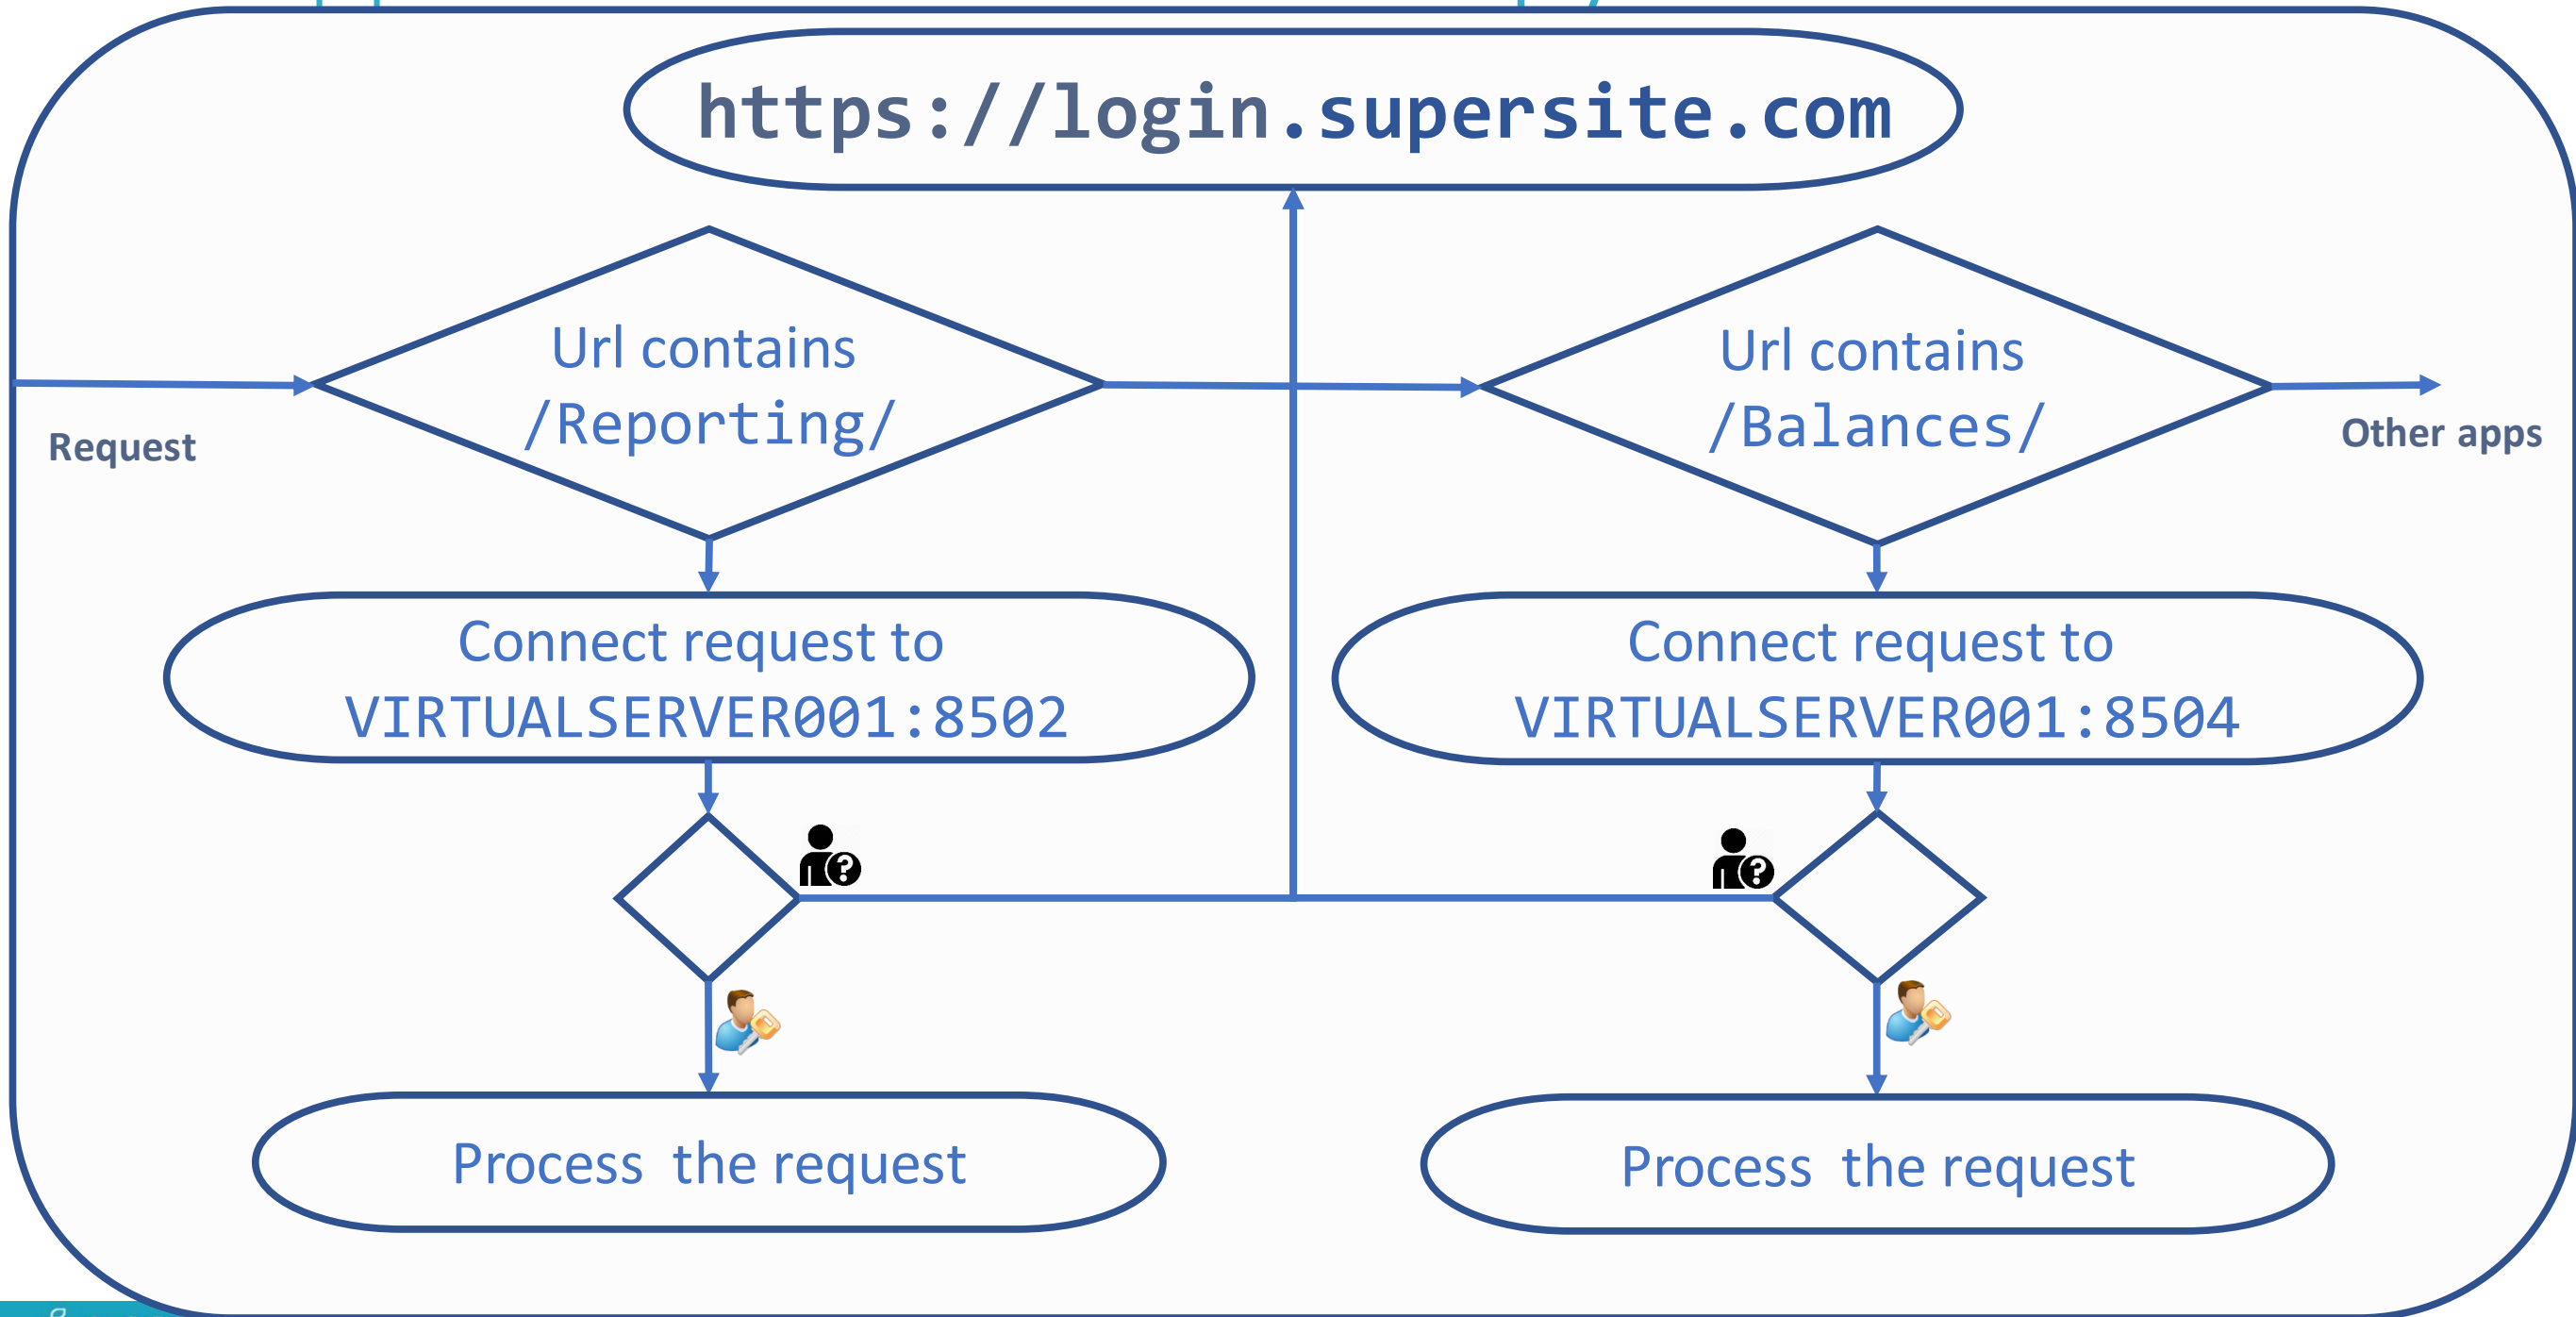 https://login.supersite.com
Url contains
/Reporting/
Url contains
/Balances/
Request
Other apps
Connect request to
VIRTUALSERVER001:8502
Connect request to
VIRTUALSERVER001:8504
?
?
Process  the request
Process  the request